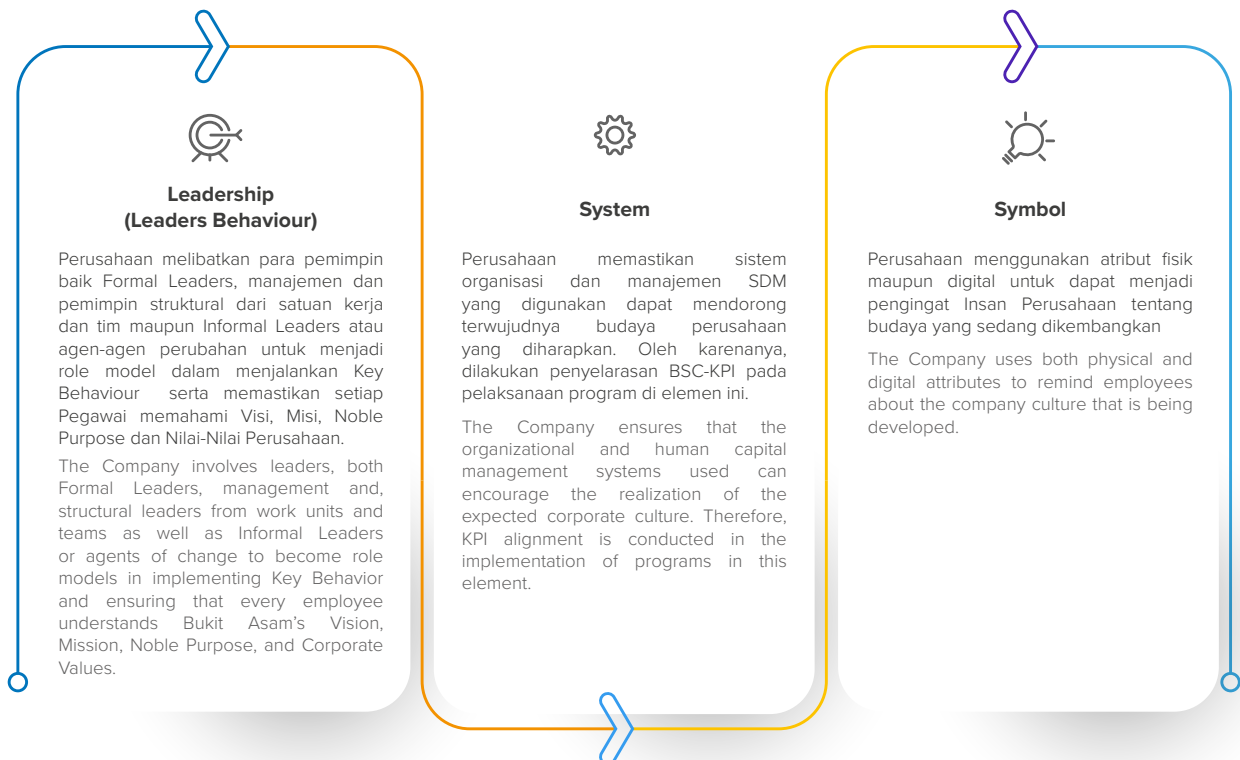 Leadership
(Leaders Behaviour)
Perusahaan melibatkan para pemimpin
baik Formal Leaders, manajemen dan
pemimpin struktural dari satuan kerja
dan tim maupun Informal Leaders atau
agen-agen perubahan untuk menjadi
role model dalam menjalankan Key
Behaviour serta memastikan setiap
Pegawai memahami Visi, Misi, Noble
Purpose dan Nilai-Nilai Perusahaan.
The Company involves leaders, both
Formal Leaders, management and,
structural leaders from work units and
teams as well as Informal Leaders
or agents of change to become role
models in implementing Key Behavior
and ensuring that every employee
understands Bukit Asam’s Vision,
Mission, Noble Purpose, and Corporate
Values.
System
Perusahaan memastikan sistem
organisasi dan manajemen SDM
yang digunakan dapat mendorong
terwujudnya budaya perusahaan
yang diharapkan. Oleh karenanya,
dilakukan penyelarasan BSC-KPI pada
pelaksanaan program di elemen ini.
The Company ensures that the
organizational and human capital
management systems used can
encourage the realization of the
expected corporate culture. Therefore,
KPI alignment is conducted in the
implementation of programs in this
element.
Symbol
Perusahaan menggunakan atribut fisik
maupun digital untuk dapat menjadi
pengingat Insan Perusahaan tentang
budaya yang sedang dikembangkan
The Company uses both physical and
digital attributes to remind employees
about the company culture that is being
developed.